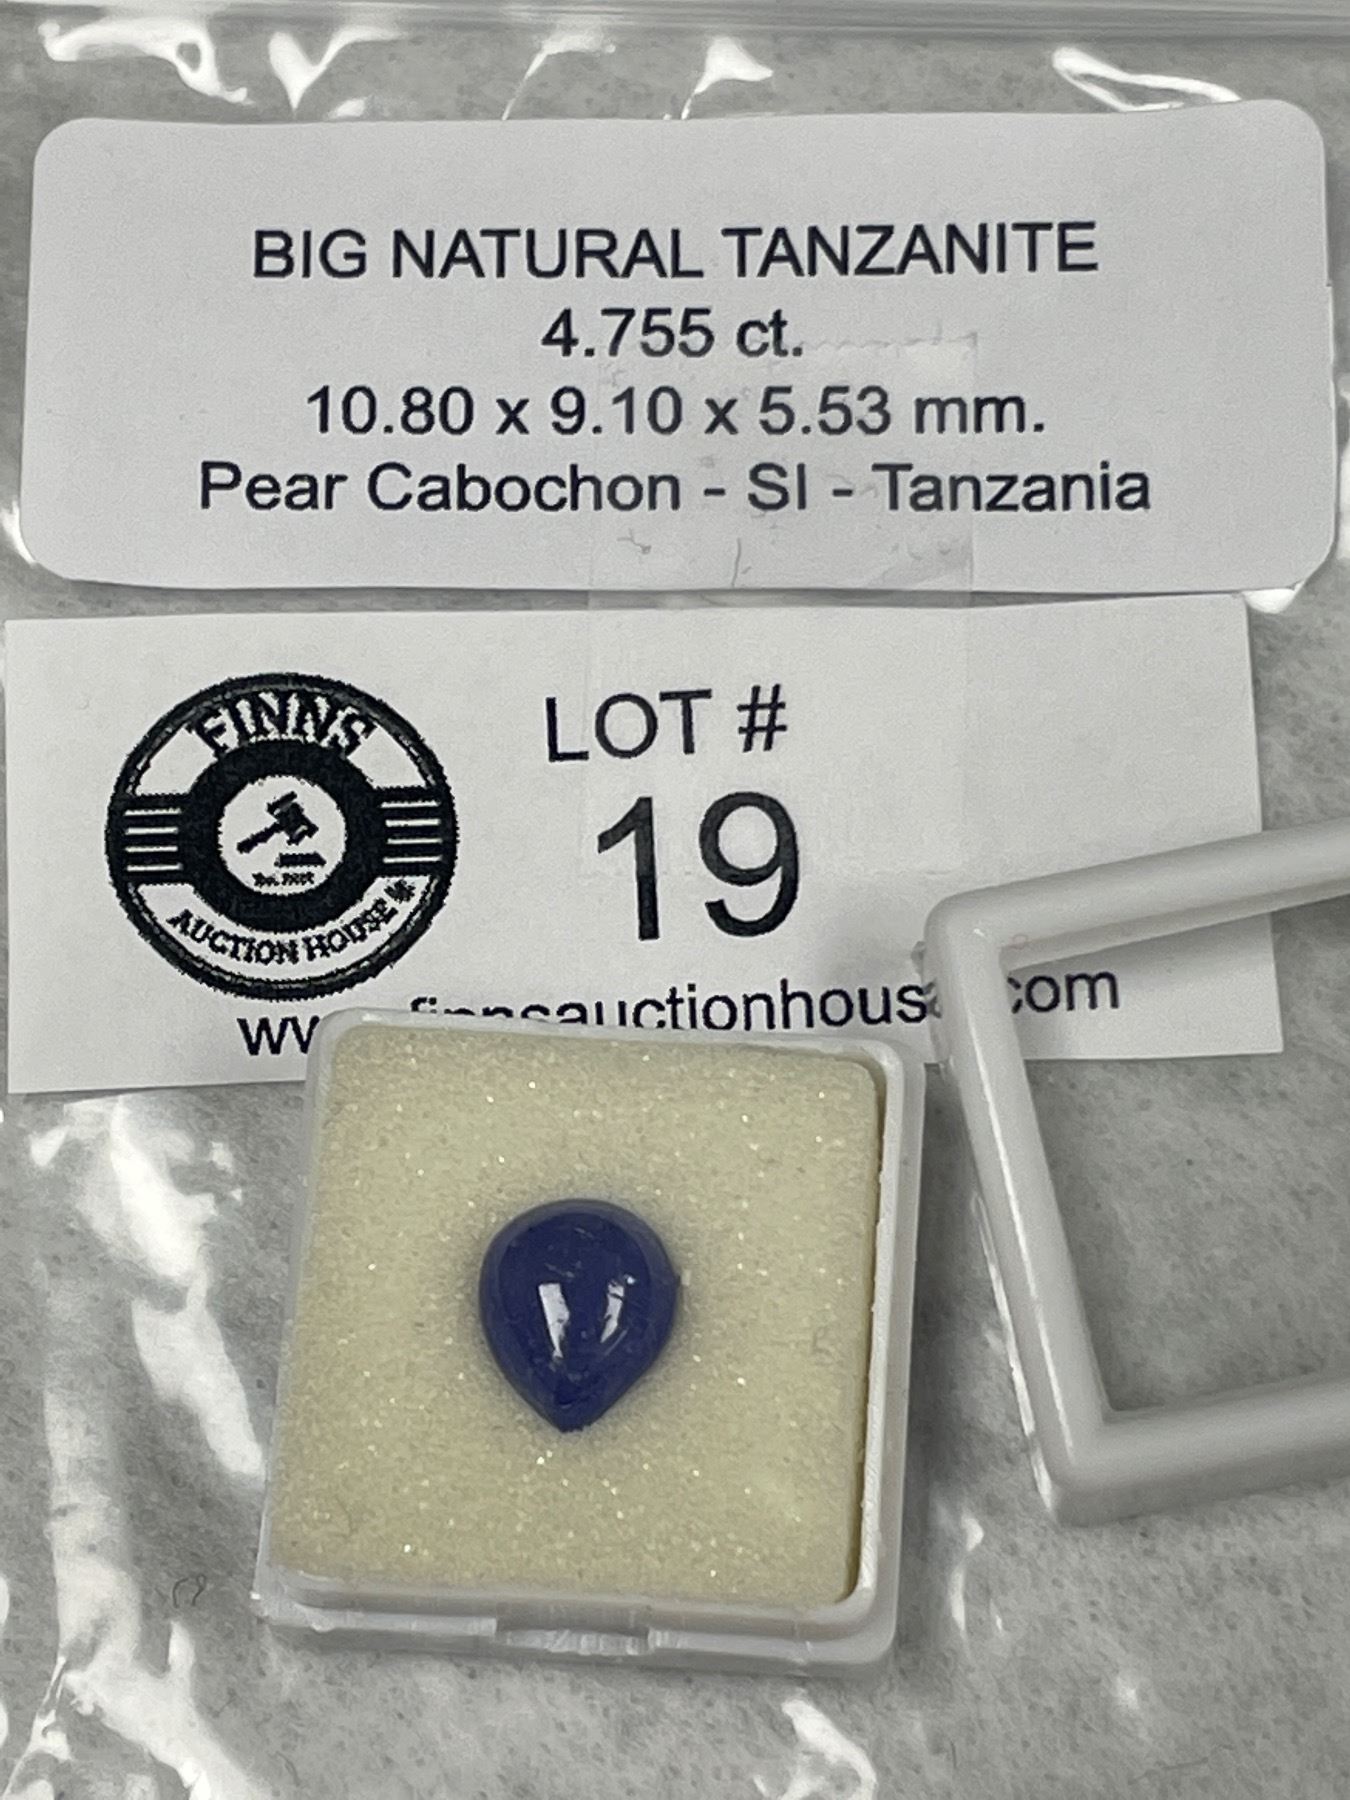 BIG NATURAL TANZANITE
4.755 ct.
10.80 x 9.10 x 5.53 mm.
Pear Cabochon - SI - Tanzania
FINNS
AUCTION HOUSE
LOT #
19
finnsauctionhouse.com